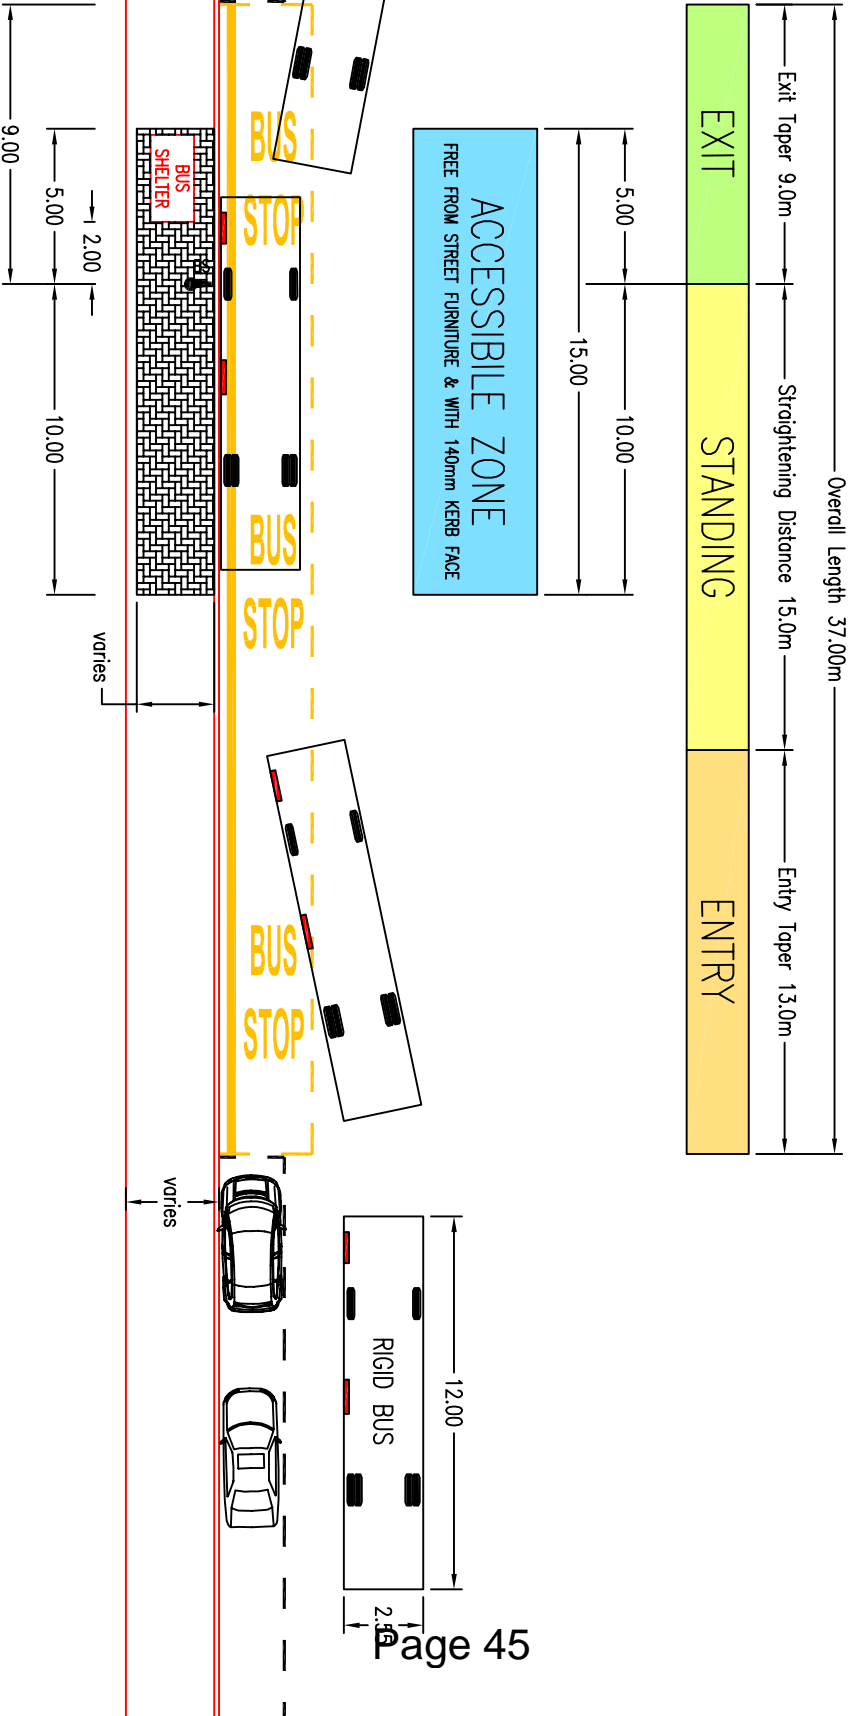 Overall Length 37.00m
Exit Taper 9.0m
Straightening Distance 15.0m
Entry Taper 13.0m
EXIT
STANDING
ENTRY
5.00
10.00
15.00
ACCESSIBILE ZONE
FREE FROM STREET FURNITURE & WITH 140mm KERB FACE
12.00
RIGID BUS
2.55
BUS
STOP
BUS
STOP
BUS
STOP
BUS
SHELTER
BS
varies
varies
2.00
5.00
10.00
9.00
Page 45